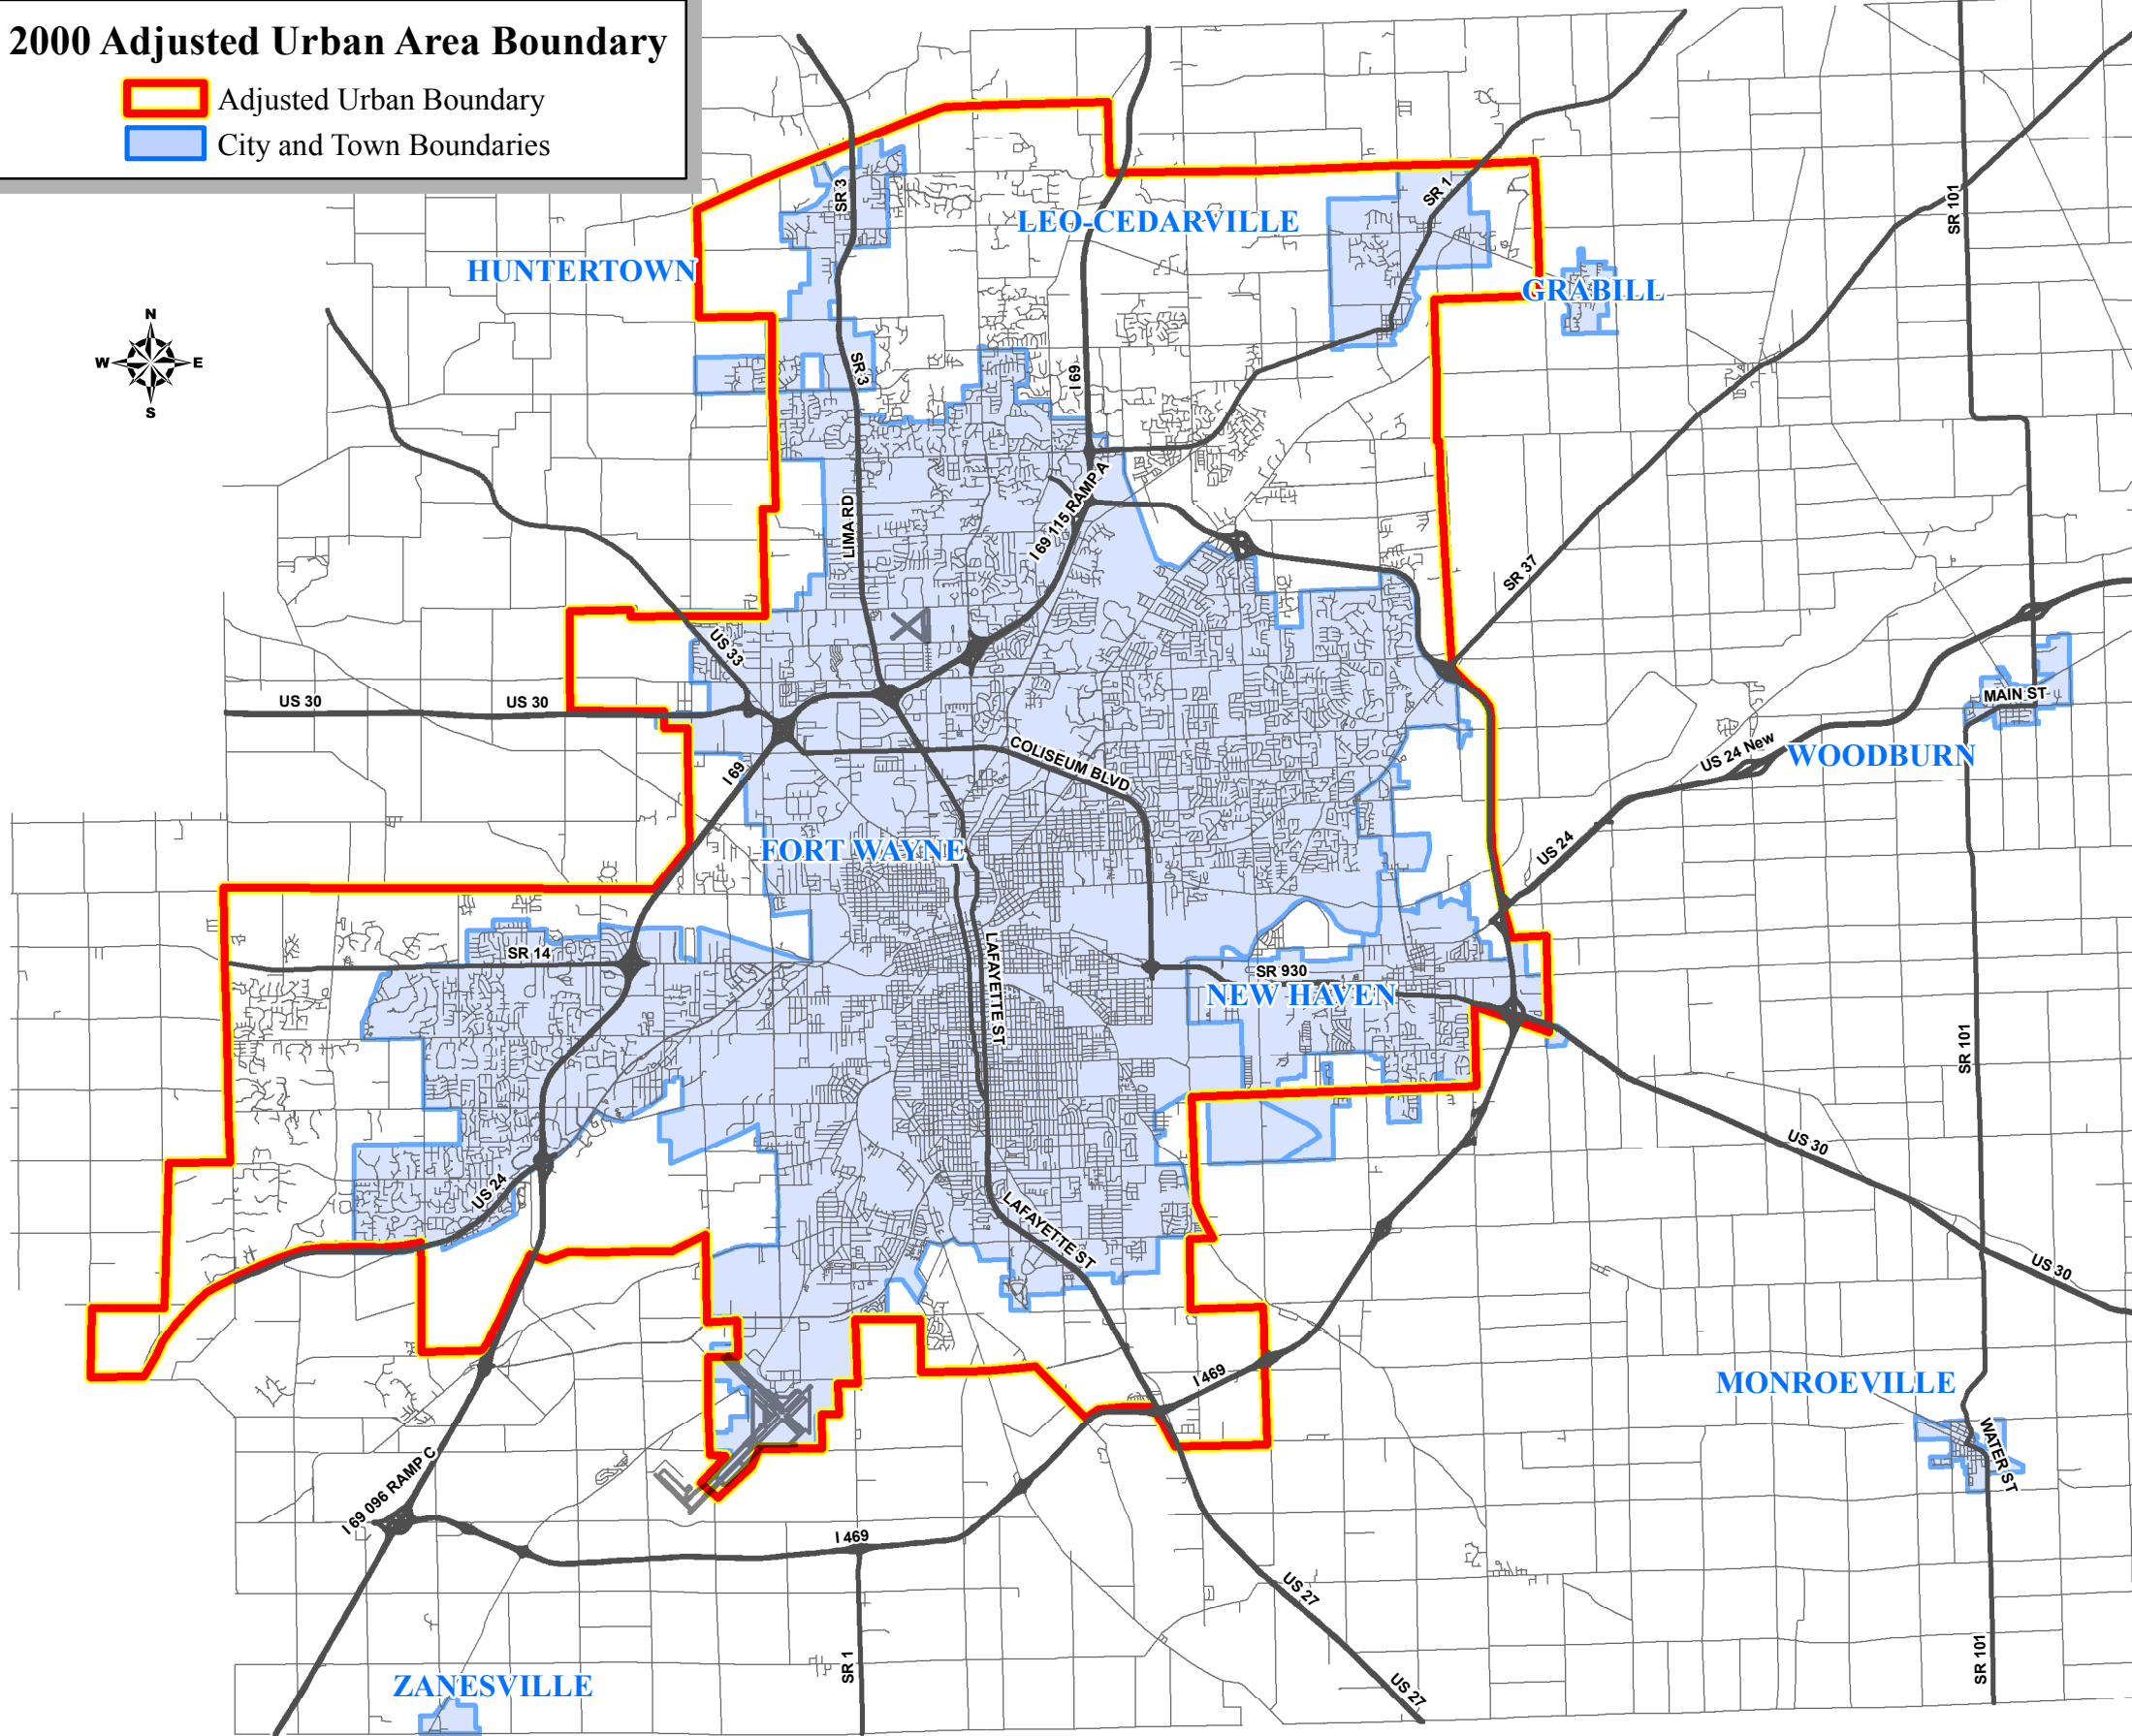 2000 Adjusted Urban Area Boundary
Adjusted Urban Boundary
City and Town Boundaries
N
W E
S
SR 3
LEO-CEDARVILLE
SR 1
SR 101
HUNTERTOWN
GRABILL
SR 3
I 69
I 69 115 RAMP A
LIMA RD
SR 37
US 33
US 30
US 30
MAIN ST
COLISEUM BLVD
US 24 New
WOODBURN
I 69
FORT WAYNE
US 24
SR 14
LAFAYETTE ST
SR 930
NEW HAVEN
SR 101
US 30
US 24
LAFAYETTE ST
US 30
I 469
MONROEVILLE
WATER ST
I 69 096 RAMP C
I 469
US 27
SR 1
SR 101
ZANESVILLE
US 27